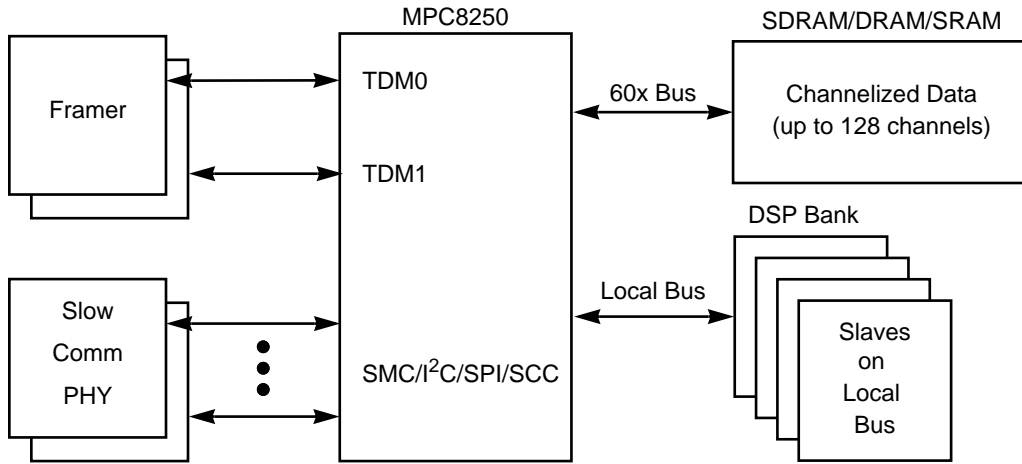 MPC8250
SDRAM/DRAM/SRAM
Framer
TDM0
TDM1
60x Bus
Channelized Data
(up to 128 channels)
DSP Bank
Slow
Comm
PHY
SMC/I²C/SPI/SCC
Local Bus
Slaves
on
Local
Bus